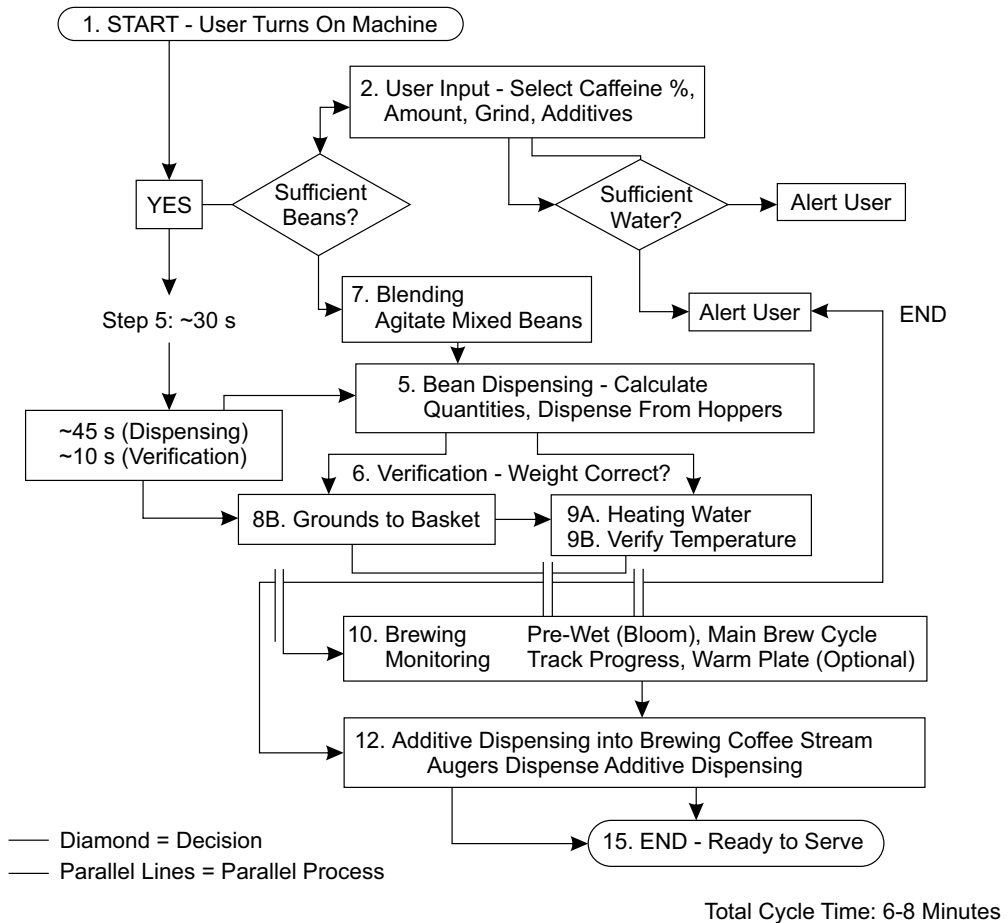 1. START - User Turns On Machine
2. User Input - Select Caffeine %,
Amount, Grind, Additives
YES
Sufficient
Beans?
Sufficient
Water?
Alert User
Step 5: ~30 s
7. Blending
Agitate Mixed Beans
Alert User
END
5. Bean Dispensing - Calculate
Quantities, Dispense From Hoppers
~45 s (Dispensing)
~10 s (Verification)
6. Verification - Weight Correct?
8B. Grounds to Basket
9A. Heating Water
9B. Verify Temperature
10. Brewing Pre-Wet (Bloom), Main Brew Cycle
Monitoring Track Progress, Warm Plate (Optional)
12. Additive Dispensing into Brewing Coffee Stream
Augers Dispense Additive Dispensing
15. END - Ready to Serve
Diamond = Decision
Parallel Lines = Parallel Process
Total Cycle Time: 6-8 Minutes